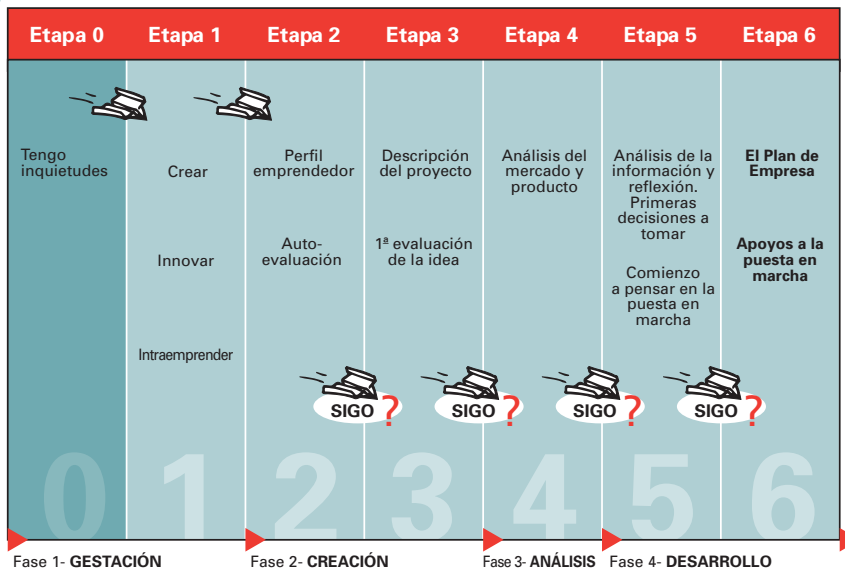 Etapa 0
Etapa 1
Etapa 2
Etapa 3
Etapa 4
Etapa 5
Etapa 6
Tengo
inquietudes
Crear
Innovar
Intraemprender
Perfil
emprendedor
Auto-
evaluación
Descripción
del proyecto
1ª evaluación
de la idea
Análisis del
mercado y
producto
Análisis de la
información y
reflexión.
Primeras
decisiones a
tomar
Comienzo
a pensar en la
puesta en
marcha
El Plan de
Empresa
Apoyos a la
puesta en
marcha
SIGO ?
SIGO ?
SIGO ?
SIGO ?
0
1
2
3
4
5
6
Fase 1- GESTACIÓN
Fase 2- CREACIÓN
Fase 3- ANÁLISIS
Fase 4- DESARROLLO